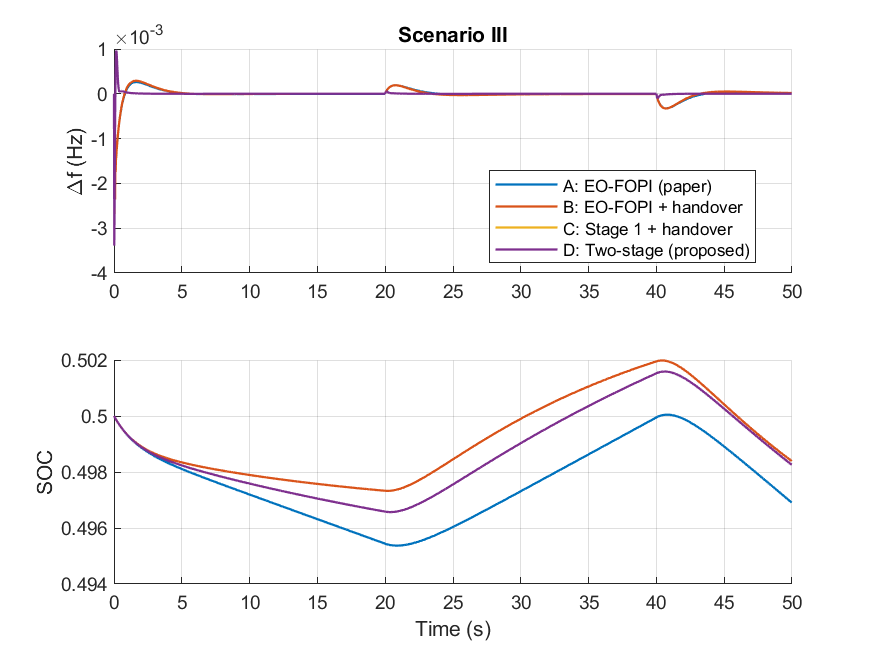 Scenario III
×10⁻³
1
0
-1
-2
-3
-4
Δf (Hz)
A: EO-FOPI (paper)
B: EO-FOPI + handover
C: Stage 1 + handover
D: Two-stage (proposed)
0 5 10 15 20 25 30 35 40 45 50
0.502
0.5
0.498
0.496
0.494
SOC
0 5 10 15 20 25 30 35 40 45 50
Time (s)